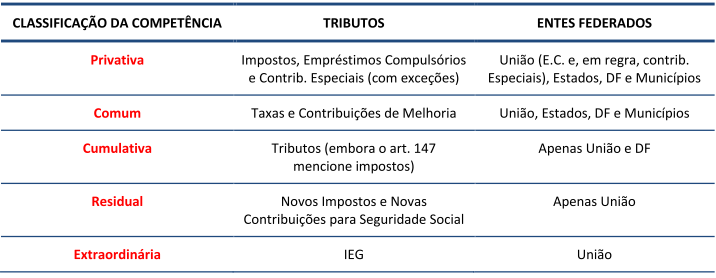 CLASSIFICAÇÃO DA COMPETÊNCIA TRIBUTOS ENTES FEDERADOS
Privativa
Impostos, Empréstimos Compulsórios
e Contrib. Especiais (com exceções)
União (E.C. e, em regra, contrib.
Especiais), Estados, DF e Municípios
Comum
Taxas e Contribuições de Melhoria
União, Estados, DF e Municípios
Cumulativa
Tributos (embora o art. 147
mencione impostos)
Apenas União e DF
Residual
Novos Impostos e Novas
Contribuições para Seguridade Social
Apenas União
Extraordinária
IEG
União